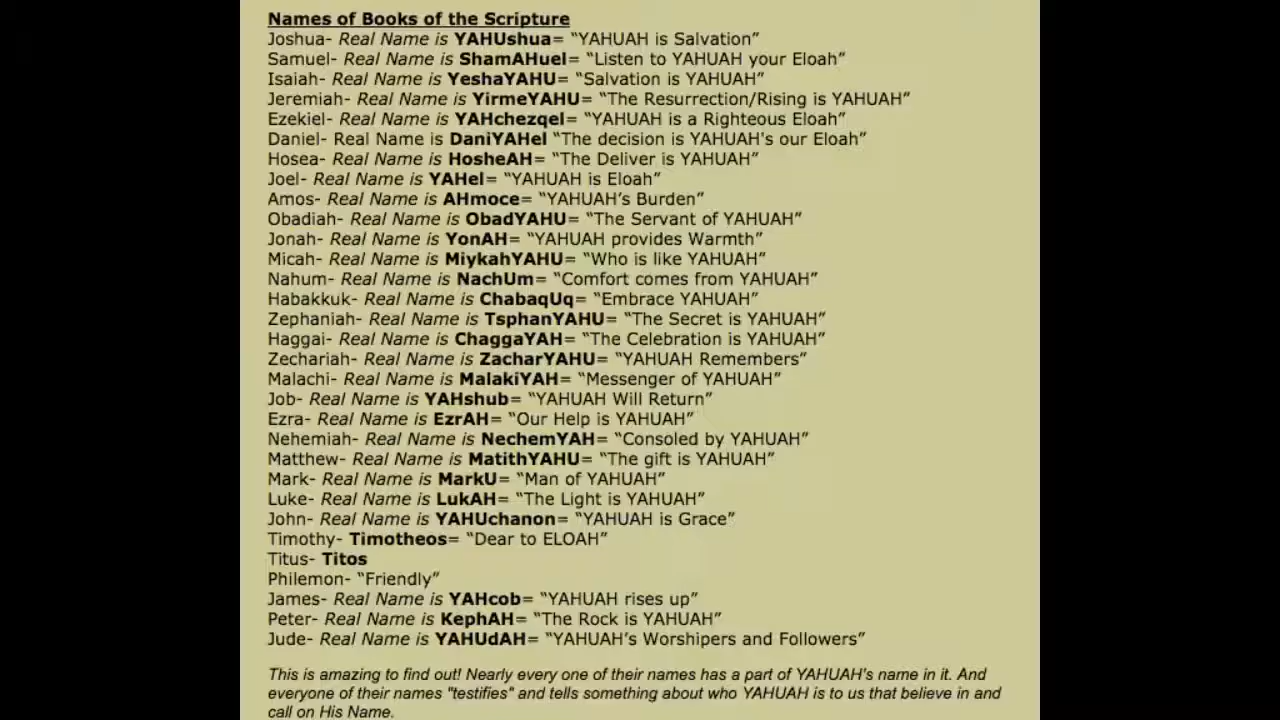 Names of Books of the Scripture
Joshua- Real Name is YAHUshua= “YAHUAH is Salvation”
Samuel- Real Name is ShamAHuel= “Listen to YAHUAH your Eloah”
Isaiah- Real Name is YeshaYAHU= “Salvation is YAHUAH”
Jeremiah- Real Name is YirmeYAHU= “The Resurrection/Rising is YAHUAH”
Ezekiel- Real Name is YAHchezqel= “YAHUAH is a Righteous Eloah”
Daniel- Real Name is DaniYAHel “The decision is YAHUAH's our Eloah”
Hosea- Real Name is HosheAH= “The Deliver is YAHUAH”
Joel- Real Name is YAHel= “YAHUAH is Eloah”
Amos- Real Name is AHmoce= “YAHUAH’s Burden”
Obadiah- Real Name is ObadYAHU= “The Servant of YAHUAH”
Jonah- Real Name is YonAH= “YAHUAH provides Warmth”
Micah- Real Name is MiykahYAHU= “Who is like YAHUAH”
Nahum- Real Name is NachUm= “Comfort comes from YAHUAH”
Habakkuk- Real Name is ChabaqUq= “Embrace YAHUAH”
Zephaniah- Real Name is TsphanYAHU= “The Secret is YAHUAH”
Haggai- Real Name is ChaggaYAH= “The Celebration is YAHUAH”
Zechariah- Real Name is ZacharYAHU= “YAHUAH Remembers”
Malachi- Real Name is MalakiYAH= “Messenger of YAHUAH”
Job- Real Name is YAHshub= “YAHUAH Will Return”
Ezra- Real Name is EzrAH= “Our Help is YAHUAH”
Nehemiah- Real Name is NechemYAH= “Consoled by YAHUAH”
Matthew- Real Name is MatithYAHU= “The gift is YAHUAH”
Mark- Real Name is MarkU= “Man of YAHUAH”
Luke- Real Name is LukAH= “The Light is YAHUAH”
John- Real Name is YAHUchanon= “YAHUAH is Grace”
Timothy- Timotheos= “Dear to ELOAH”
Titus- Titos
Philemon- “Friendly”
James- Real Name is YAHcob= “YAHUAH rises up”
Peter- Real Name is KephAH= “The Rock is YAHUAH”
Jude- Real Name is YAHUdAH= “YAHUAH’s Worshipers and Followers”
This is amazing to find out! Nearly every one of their names has a part of YAHUAH's name in it. And
everyone of their names "testifies" and tells something about who YAHUAH is to us that believe in and
call on His Name.